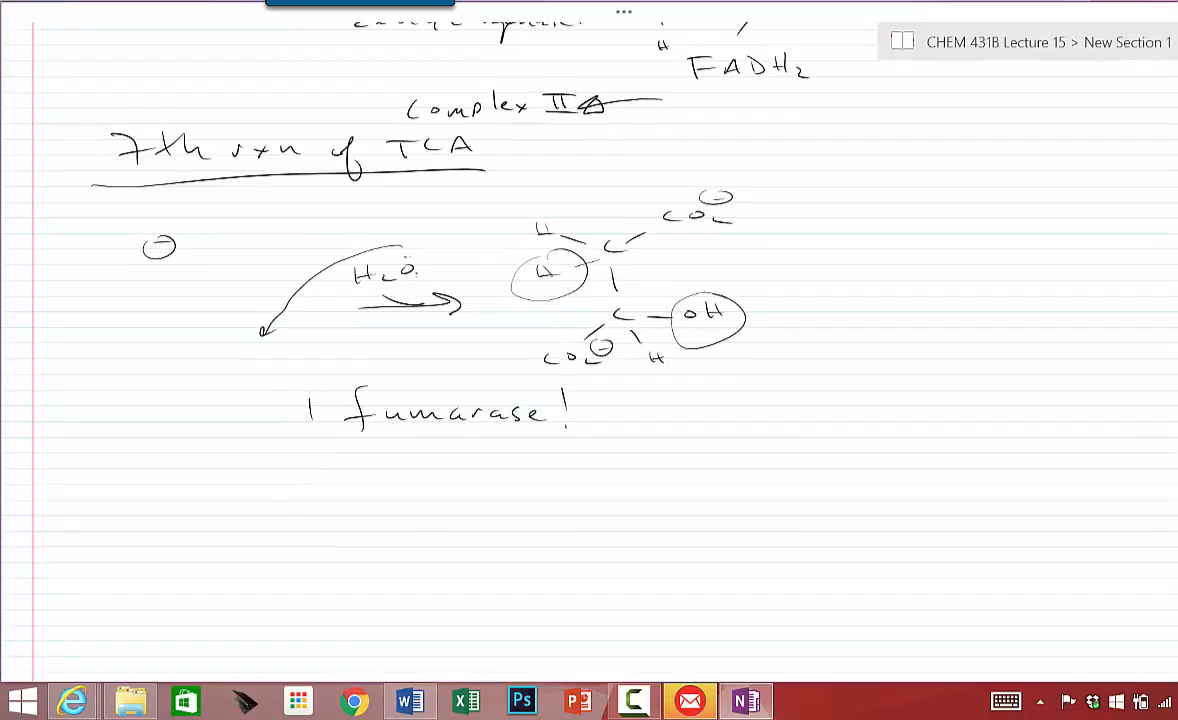 CHEM 431B Lecture 15 > New Section 1
H
FADH2
Complex II
7th rxn of TCA
⊖
CO2 ⊖
H
C
H2O
H
C OH
CO2 ⊖
H
1 fumarase!